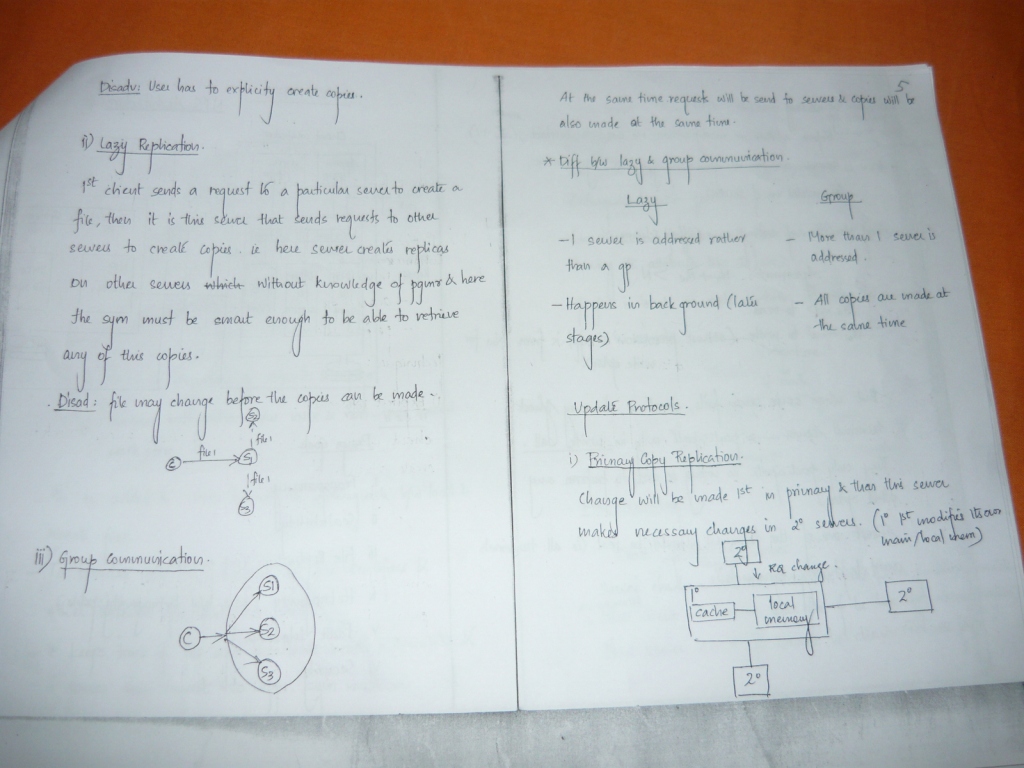 Disadv: User has to explicity create copies.
ii) Lazy Replication.
1st client sends a request to a particular server to create a
file, then it is this server that sends requests to other
servers to create copies. ie here server creates replicas
on other servers which without knowledge of pgmr & here
the sym must be smart enough to be able to retrieve
any of this copies.
Disad: file may change before the copies can be made.
S2
file1
C file1 S1
file1
S3
iii) Group communication.
C
S1
S2
S3
5
At the same time requests will be send to servers & copies will be
also made at the same time.
* Diff b/w lazy & group communication.
Lazy Group
- 1 server is addressed rather
than a gp
- More than 1 server is
addressed.
- Happens in background (later
stages)
- All copies are made at
the same time
Update Protocols.
i) Primary Copy Replication.
Change will be made 1st in primary & then this server
makes necessary changes in 2° servers. (1° 1st modifies its own
main/local mem)
2°
RQ change.
1°
cache
local
memory
2°
2°